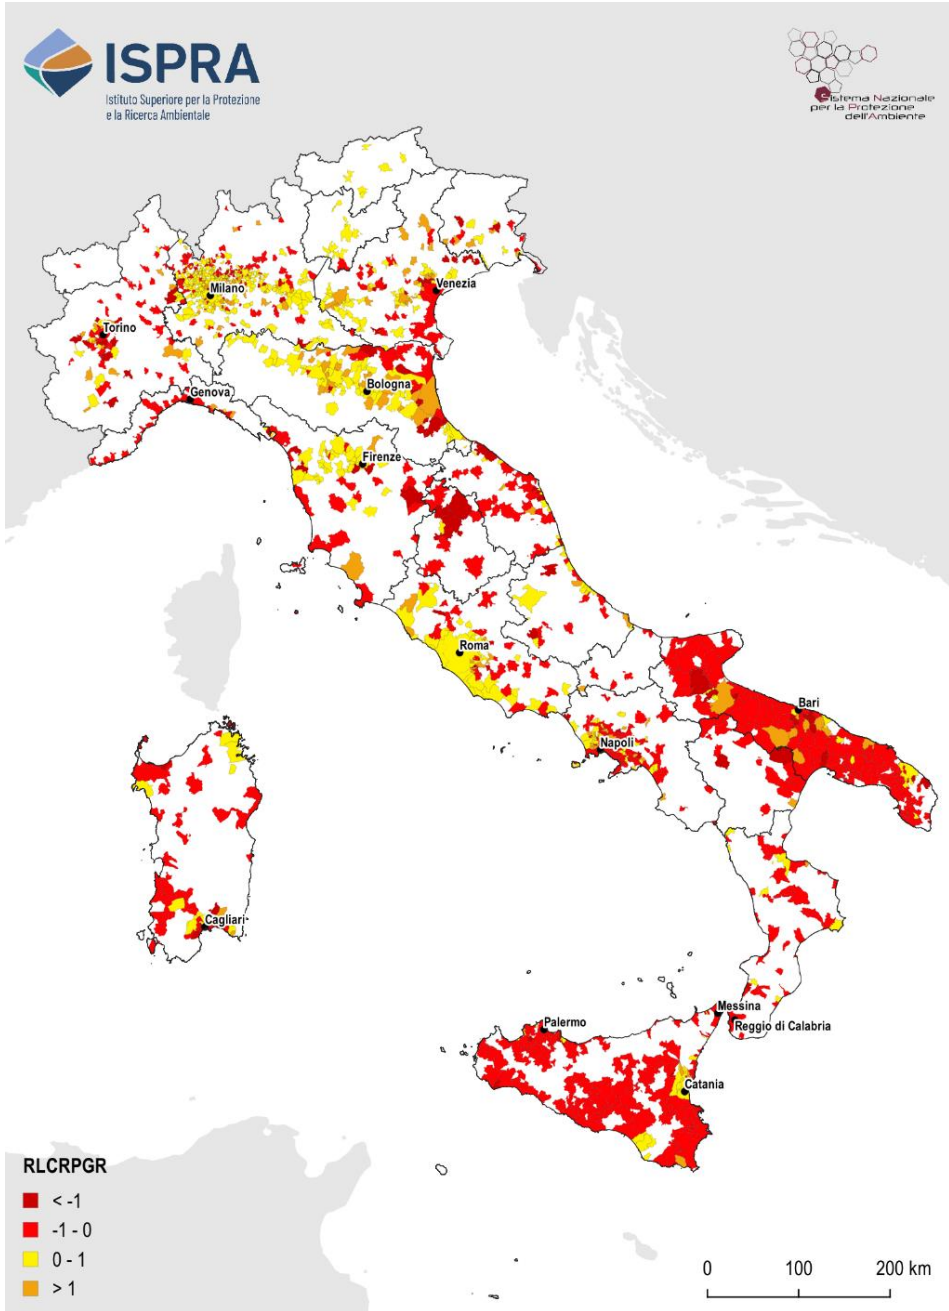 ISPRA
Istituto Superiore per la Protezione
e la Ricerca Ambientale
Sistema Nazionale
per la Protezione
dell'Ambiente
Milano
Venezia
Torino
Bologna
Genova
Firenze
Roma
Bari
Napoli
Cagliari
Messina
Palermo
Reggio di Calabria
Catania
RLCRPGR
< -1
-1 - 0
0 - 1
> 1
0 100 200 km